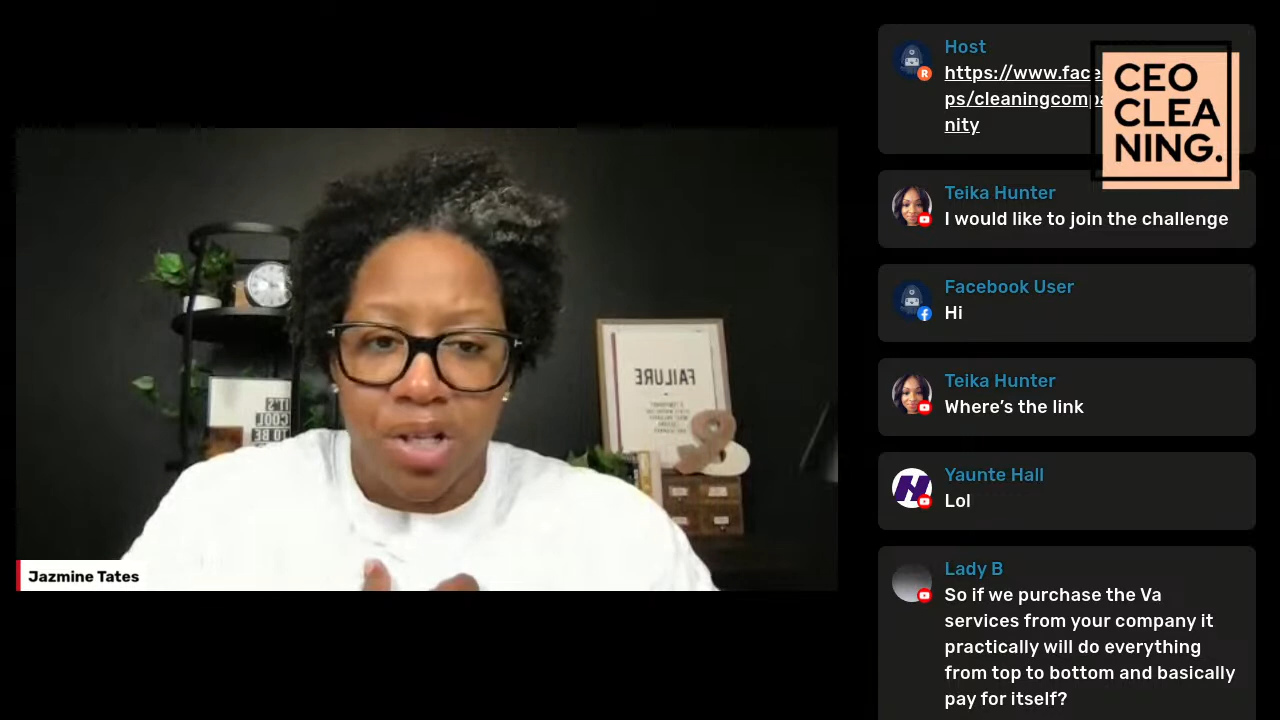 Host
https://www.face
ps/cleaningcompa
nity
CEO
CLEA
NING.
Teika Hunter
I would like to join the challenge
Facebook User
Hi
Teika Hunter
Where's the link
Yaunte Hall
Lol
Lady B
So if we purchase the Va
services from your company it
practically will do everything
from top to bottom and basically
pay for itself?
FAILURE
IT'S
COOL
TO BE
Jazmine Tates